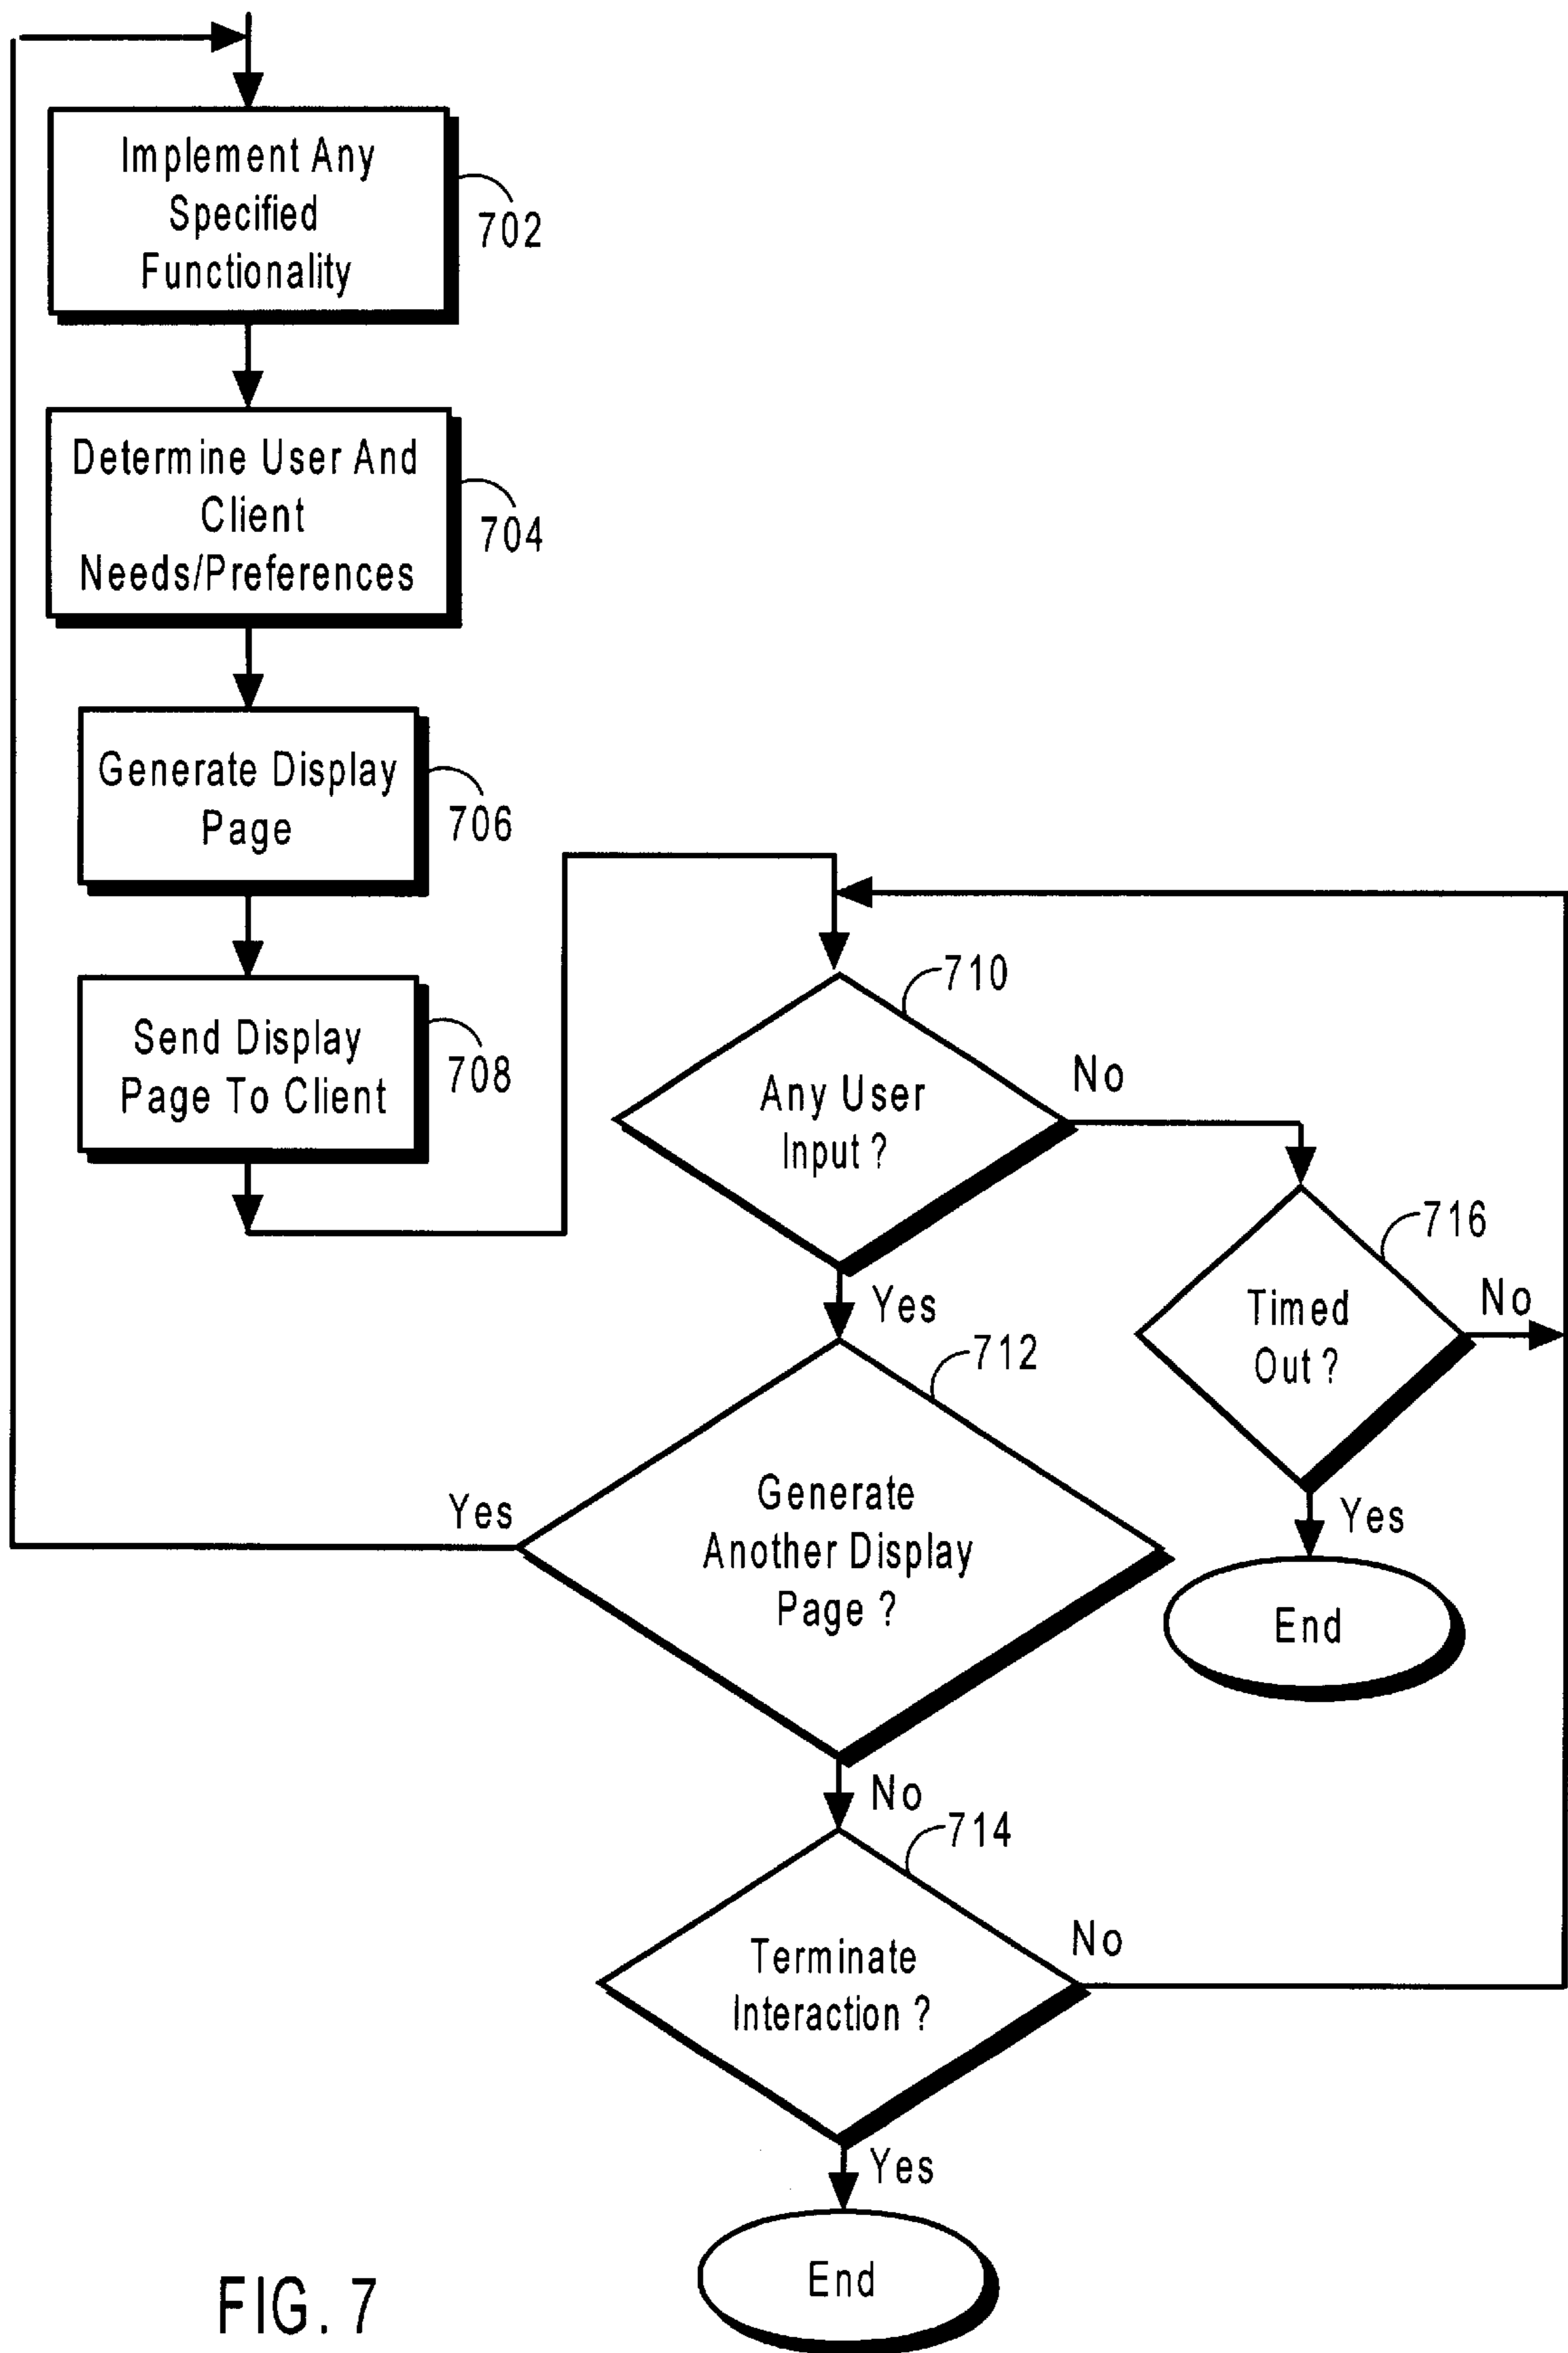 Implement Any
Specified
Functionality
702
Determine User And
Client
Needs/Preferences
704
Generate Display
Page
706
Send Display
Page To Client
708
710
Any User
Input ?
No
Yes
716
Timed
Out ?
No
Yes
End
712
Generate
Another Display
Page ?
Yes
No
714
Terminate
Interaction ?
No
Yes
End
FIG. 7